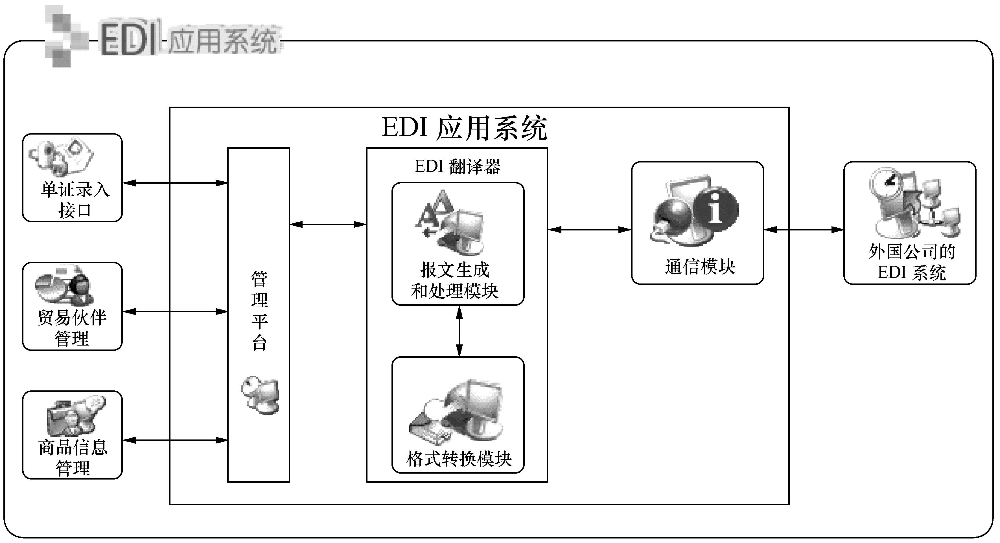 EDI 应用系统
EDI 应用系统
单证录入
接口
贸易伙伴
管理
商品信息
管理
管
理
平
台
EDI 翻译器
报文生成
和处理模块
格式转换模块
通信模块
外国公司的
EDI 系统